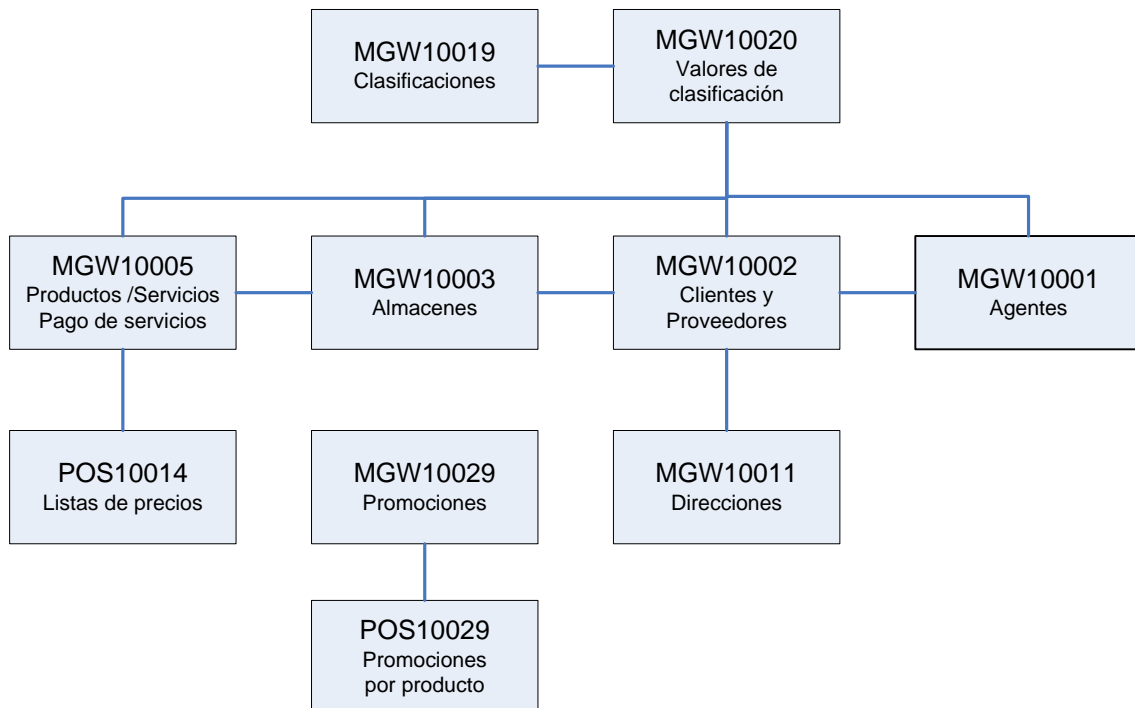 MGW10019
Clasificaciones
MGW10020
Valores de
clasificación
MGW10005
Productos /Servicios
Pago de servicios
MGW10003
Almacenes
MGW10002
Clientes y
Proveedores
MGW10001
Agentes
POS10014
Listas de precios
MGW10029
Promociones
MGW10011
Direcciones
POS10029
Promociones
por producto